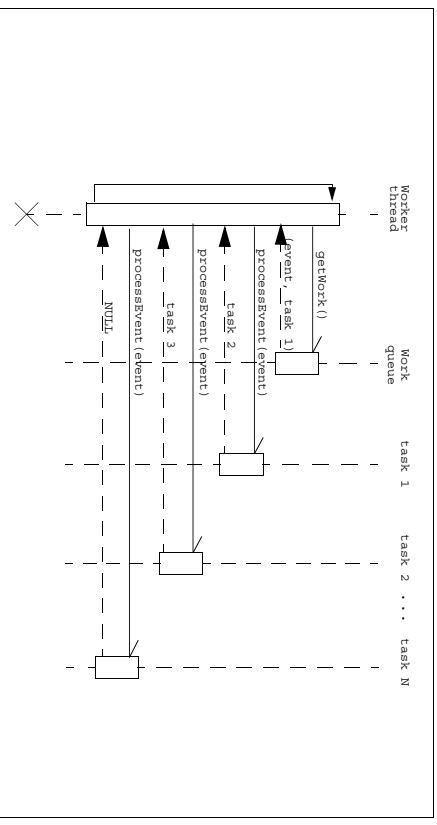 Worker
thread
Work
queue
task 1
task 2 ...
task N
getWork()
(event, task 1)
processEvent(event)
task 2
processEvent(event)
task 3
processEvent(event)
NULL